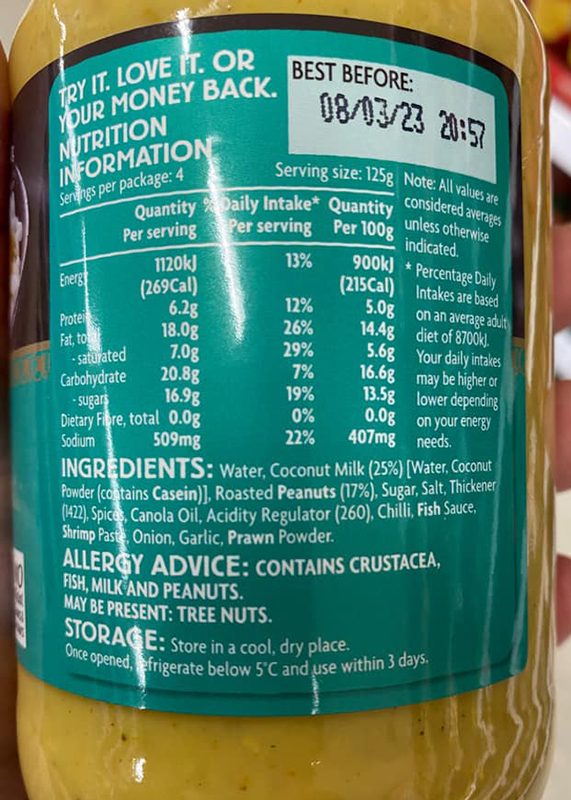 TRY IT. LOVE IT. OR
YOUR MONEY BACK.
BEST BEFORE:
08/03/23 20:57
NUTRITION
INFORMATION
Servings per package: 4
Serving size: 125g
Quantity %Daily Intake* Quantity
Per serving Per serving Per 100g
Energy 1120kJ 13% 900kJ
(269Cal) (215Cal)
Protein 6.2g 12% 5.0g
Fat, total 18.0g 26% 14.4g
- saturated 7.0g 29% 5.6g
Carbohydrate 20.8g 7% 16.6g
- sugars 16.9g 19% 13.5g
Dietary Fibre, total 0.0g 0% 0.0g
Sodium 509mg 22% 407mg
Note: All values are
considered averages
unless otherwise
indicated.
* Percentage Daily
Intakes are based
on an average adult
diet of 8700kJ.
Your daily intakes
may be higher or
lower depending
on your energy
needs.
INGREDIENTS: Water, Coconut Milk (25%) [Water, Coconut
Powder (contains Casein)], Roasted Peanuts (17%), Sugar, Salt, Thickener
(1422), Spices, Canola Oil, Acidity Regulator (260), Chilli, Fish Sauce,
Shrimp Paste, Onion, Garlic, Prawn Powder.
ALLERGY ADVICE: CONTAINS CRUSTACEA,
FISH, MILK AND PEANUTS.
MAY BE PRESENT: TREE NUTS.
STORAGE: Store in a cool, dry place.
Once opened, refrigerate below 5°C and use within 3 days.